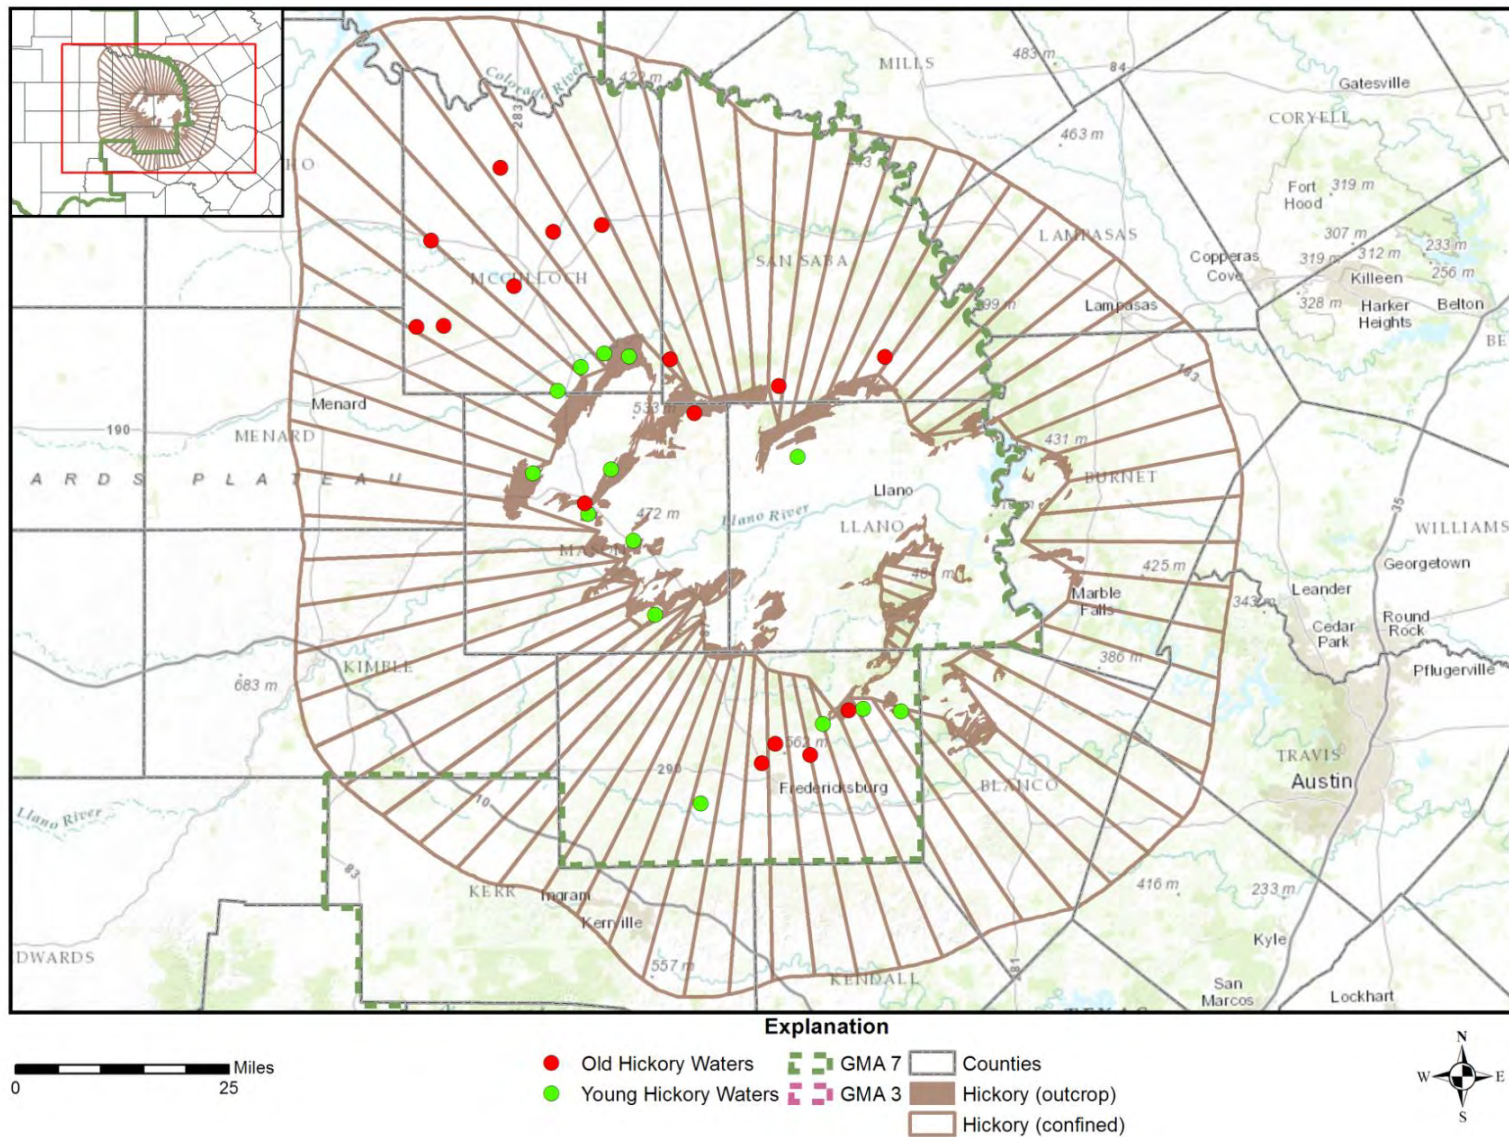 483 m
MILLS
84
Gatesville
Colorado River
422 m
CORYELL
283
463 m
HO
Fort
Hood
319 m
LAMPASAS
307 m
233 m
SAN SABA
Copperas
Cove
319 m
312 m
Killeen
256 m
MCCULLOCH
328 m
Harker
Heights
Belton
Lampasas
BE
183
Menard
533 m
190
MENARD
431 m
ARDS PLATEAU
BURNET
Llano
35
472 m
Llano River
LLANO
WILLIAMS
MASON
425 m
Georgetown
Marble
Falls
343 m
Leander
Cedar
Park
Round
Rock
KIMBLE
386 m
Pflugerville
683 m
562 m
TRAVIS
290
Fredericksburg
BLANCO
Austin
10
Llano River
83
KERR
Ingram
416 m
233 m
Kerrville
Kyle
DWARDS
557 m
KENDALL
281
San
Marcos
Lockhart
Explanation
Miles
0
25
Old Hickory Waters
Young Hickory Waters
GMA 7
GMA 3
Counties
Hickory (outcrop)
Hickory (confined)
N
W
E
S